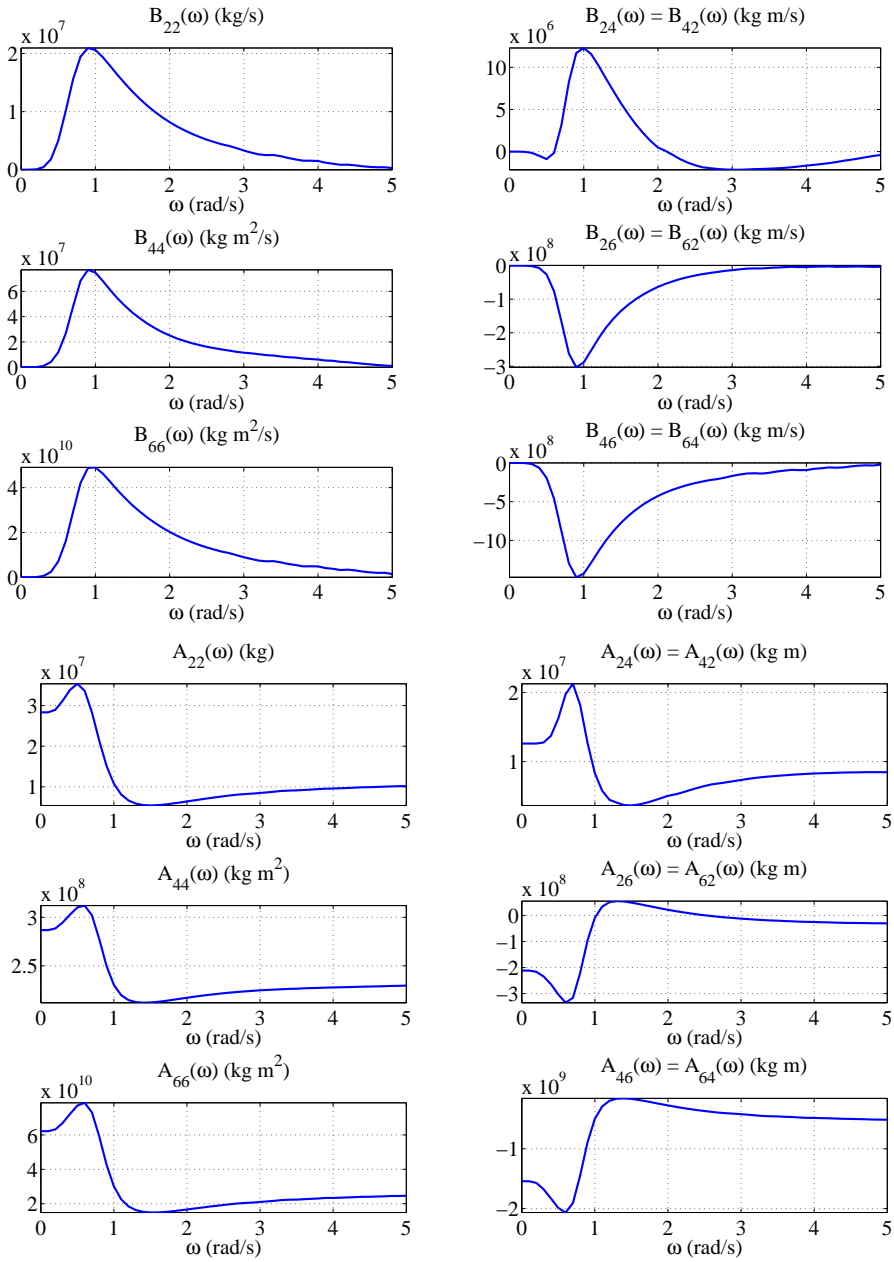 B22(ω) (kg/s)
x 10^7
2
1
0
0 1 2 3 4 5
ω (rad/s)
B24(ω) = B42(ω) (kg m/s)
x 10^6
10
5
0
0 1 2 3 4 5
ω (rad/s)
B44(ω) (kg m^2/s)
x 10^7
6
4
2
0
0 1 2 3 4 5
ω (rad/s)
B26(ω) = B62(ω) (kg m/s)
x 10^8
0
−1
−2
−3
0 1 2 3 4 5
ω (rad/s)
B66(ω) (kg m^2/s)
x 10^10
4
2
0
0 1 2 3 4 5
ω (rad/s)
B46(ω) = B64(ω) (kg m/s)
x 10^8
0
−5
−10
0 1 2 3 4 5
ω (rad/s)
A22(ω) (kg)
x 10^7
3
2
1
0 1 2 3 4 5
ω (rad/s)
A24(ω) = A42(ω) (kg m)
x 10^7
2
1
0 1 2 3 4 5
ω (rad/s)
A44(ω) (kg m^2)
x 10^8
3
2.5
0 1 2 3 4 5
ω (rad/s)
A26(ω) = A62(ω) (kg m)
x 10^8
0
−1
−2
−3
0 1 2 3 4 5
ω (rad/s)
A66(ω) (kg m^2)
x 10^10
6
4
2
0 1 2 3 4 5
ω (rad/s)
A46(ω) = A64(ω) (kg m)
x 10^9
−1
−2
0 1 2 3 4 5
ω (rad/s)